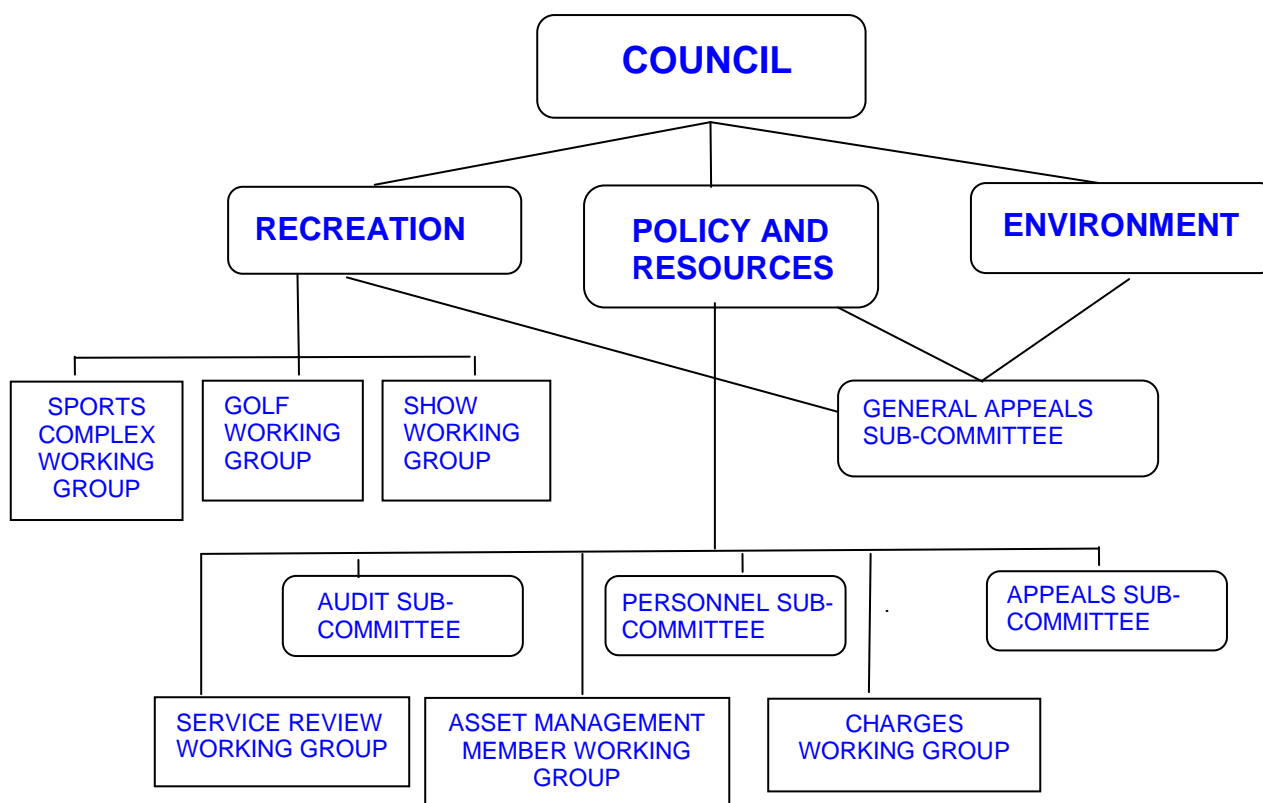 COUNCIL
RECREATION
POLICY AND
RESOURCES
ENVIRONMENT
SPORTS
COMPLEX
WORKING
GROUP
GOLF
WORKING
GROUP
SHOW
WORKING
GROUP
GENERAL APPEALS
SUB-COMMITTEE
AUDIT SUB-
COMMITTEE
PERSONNEL SUB-
COMMITTEE
.
APPEALS SUB-
COMMITTEE
SERVICE REVIEW
WORKING GROUP
ASSET MANAGEMENT
MEMBER WORKING
GROUP
CHARGES
WORKING GROUP